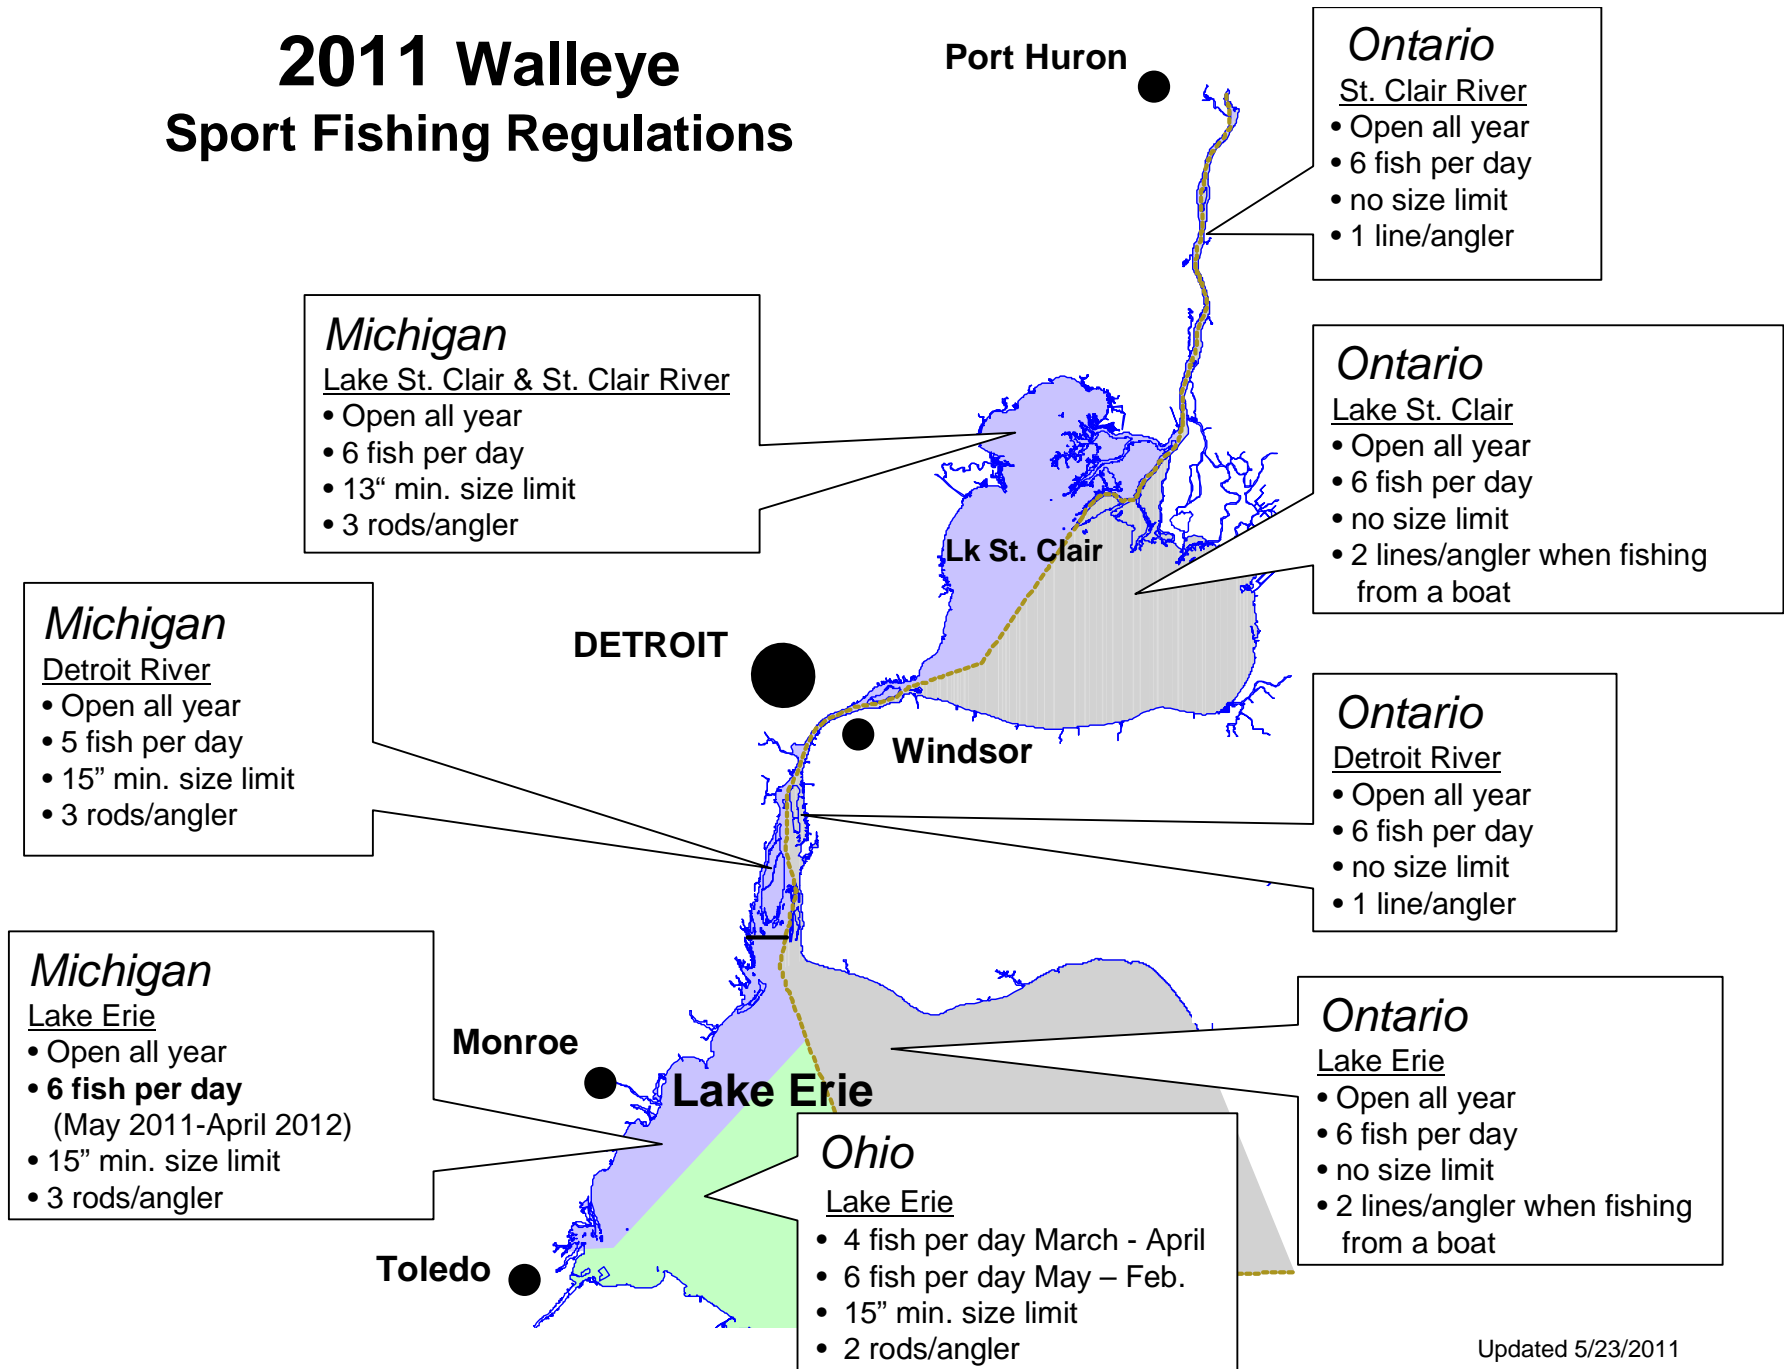 2011 Walleye
Sport Fishing Regulations
Port Huron
Ontario
St. Clair River
• Open all year
• 6 fish per day
• no size limit
• 1 line/angler
Michigan
Lake St. Clair & St. Clair River
• Open all year
• 6 fish per day
• 13“ min. size limit
• 3 rods/angler
Ontario
Lake St. Clair
• Open all year
• 6 fish per day
• no size limit
• 2 lines/angler when fishing
from a boat
Lk St. Clair
Michigan
Detroit River
• Open all year
• 5 fish per day
• 15” min. size limit
• 3 rods/angler
DETROIT
Windsor
Ontario
Detroit River
• Open all year
• 6 fish per day
• no size limit
• 1 line/angler
Michigan
Lake Erie
• Open all year
• 6 fish per day
(May 2011-April 2012)
• 15” min. size limit
• 3 rods/angler
Monroe
Lake Erie
Ontario
Lake Erie
• Open all year
• 6 fish per day
• no size limit
• 2 lines/angler when fishing
from a boat
Ohio
Lake Erie
• 4 fish per day March - April
• 6 fish per day May – Feb.
• 15” min. size limit
• 2 rods/angler
Toledo
Updated 5/23/2011